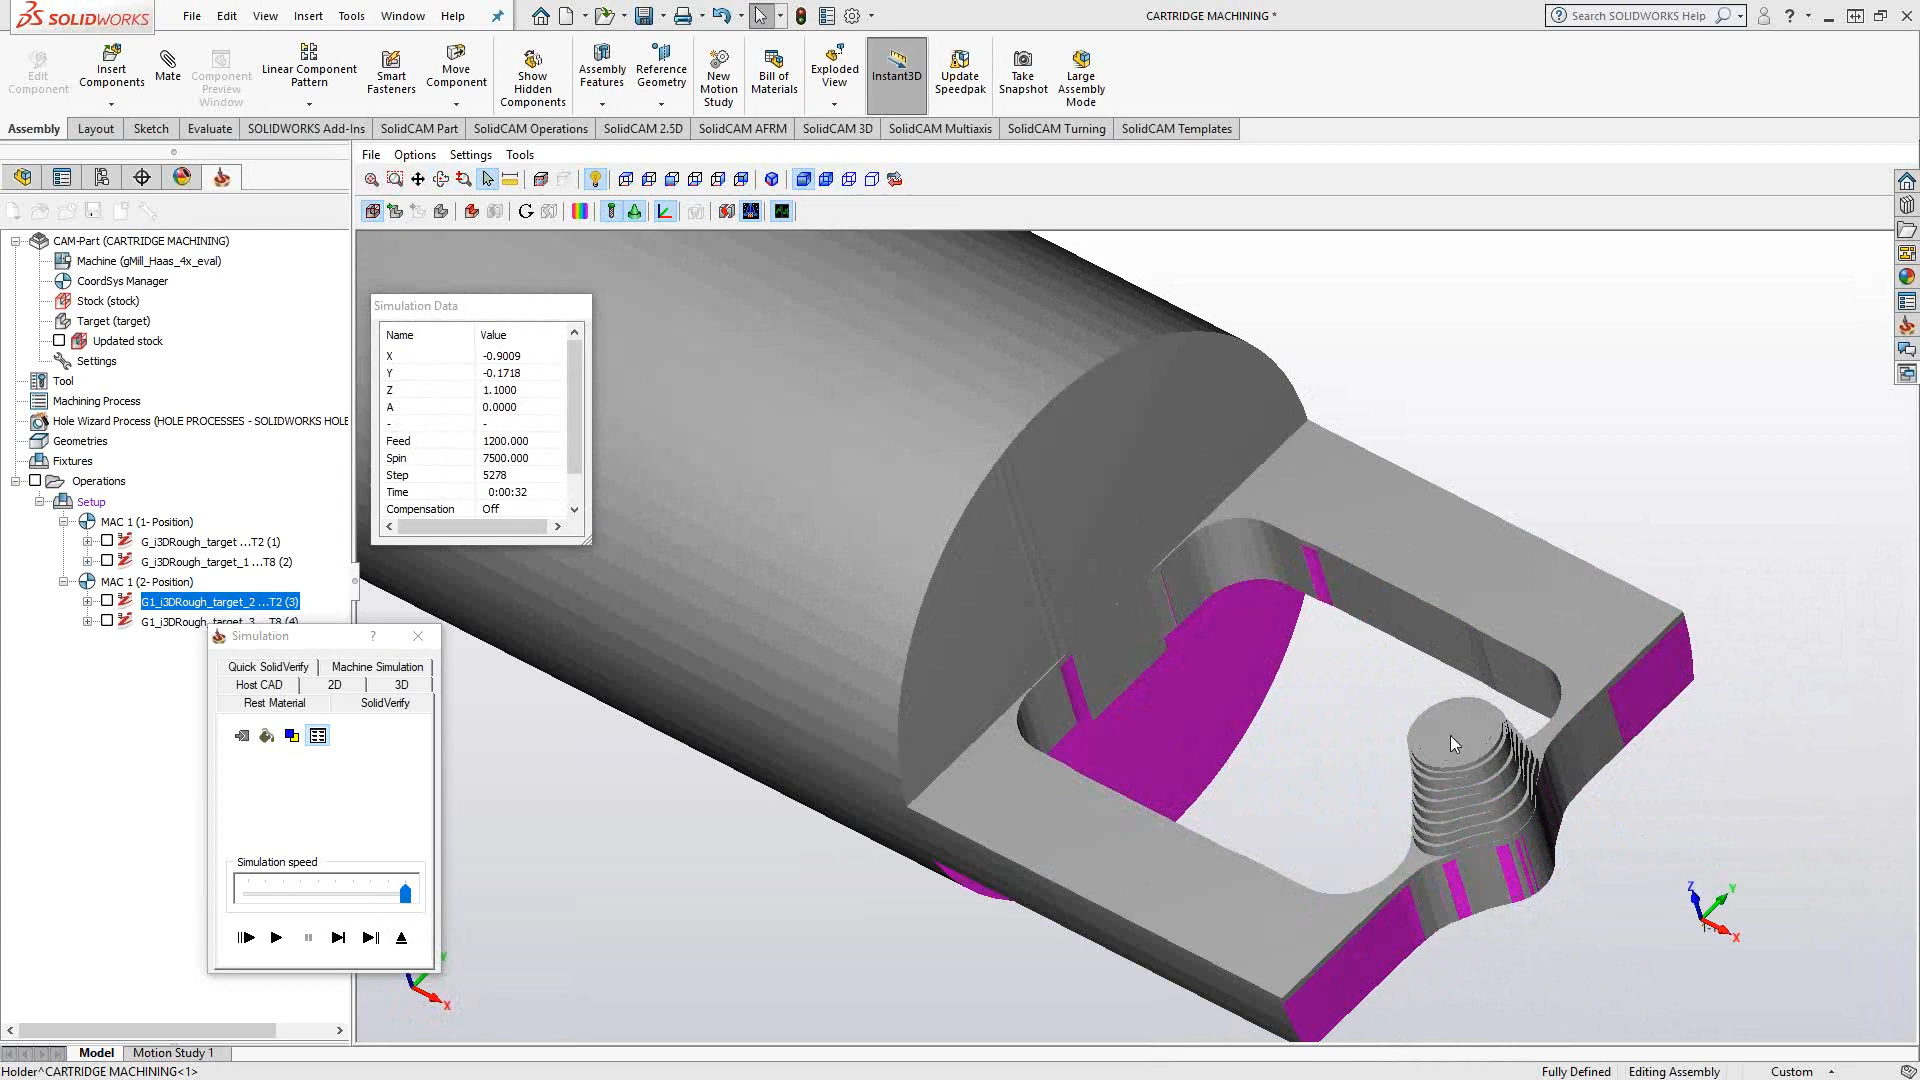 SOLIDWORKS File Edit View Insert Tools Window Help CARTRIDGE MACHINING * Search SOLIDWORKS Help
Edit Component
Insert Components
Mate
Component Preview Window
Linear Component Pattern
Smart Fasteners
Move Component
Show Hidden Components
Assembly Features
Reference Geometry
New Motion Study
Bill of Materials
Exploded View
Instant3D
Update Speedpak
Take Snapshot
Large Assembly Mode
Assembly Layout Sketch Evaluate SOLIDWORKS Add-Ins SolidCAM Part SolidCAM Operations SolidCAM 2.5D SolidCAM AFRM SolidCAM 3D SolidCAM Multiaxis SolidCAM Turning SolidCAM Templates
File Options Settings Tools
CAM-Part (CARTRIDGE MACHINING)
Machine (gMill_Haas_4x_eval)
CoordSys Manager
Stock (stock)
Target (target)
Updated stock
Settings
Tool
Machining Process
Hole Wizard Process (HOLE PROCESSES - SOLIDWORKS HOLE
Geometries
Fixtures
Operations
Setup
MAC 1 (1- Position)
G_i3DRough_target ...T2 (1)
G_i3DRough_target_1 ...T8 (2)
MAC 1 (2- Position)
G1_i3DRough_target_2 ...T2 (3)
G1_i3DRough_target_3 ...T8 (4)
Simulation Data
Name Value
X -0.9009
Y -0.1718
Z 1.1000
A 0.0000
- -
Feed 1200.000
Spin 7500.000
Step 5278
Time 0:00:32
Compensation Off
Simulation ?
Quick SolidVerify Machine Simulation
Host CAD 2D 3D
Rest Material SolidVerify
Simulation speed
Z Y X
Y X
Model Motion Study 1
Holder^CARTRIDGE MACHINING<1> Fully Defined Editing Assembly Custom